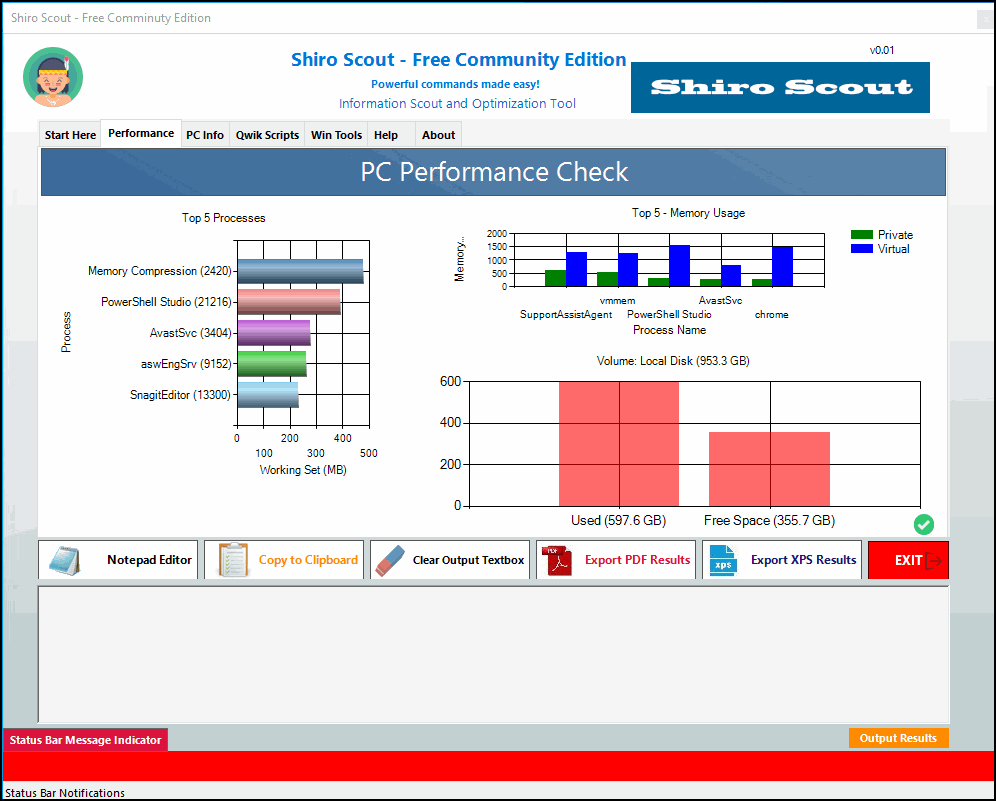 Shiro Scout - Free Comminuty Edition
Shiro Scout - Free Community Edition
v0.01
Powerful commands made easy!
Information Scout and Optimization Tool
Shiro Scout
Start Here Performance PC Info Qwik Scripts Win Tools Help About
PC Performance Check
Top 5 Processes
Process
Memory Compression (2420)
PowerShell Studio (21216)
AvastSvc (3404)
aswEngSrv (9152)
SnagitEditor (13300)
0 200 400
100 300 500
Working Set (MB)
Top 5 - Memory Usage
Memory...
2000
1500
1000
500
0
Private
Virtual
vmmem AvastSvc
SupportAssistAgent PowerShell Studio chrome
Process Name
Volume: Local Disk (953.3 GB)
600
400
200
0
Used (597.6 GB) Free Space (355.7 GB)
Notepad Editor Copy to Clipboard Clear Output Textbox PDF Export PDF Results xps Export XPS Results EXIT
Status Bar Message Indicator
Output Results
Status Bar Notifications